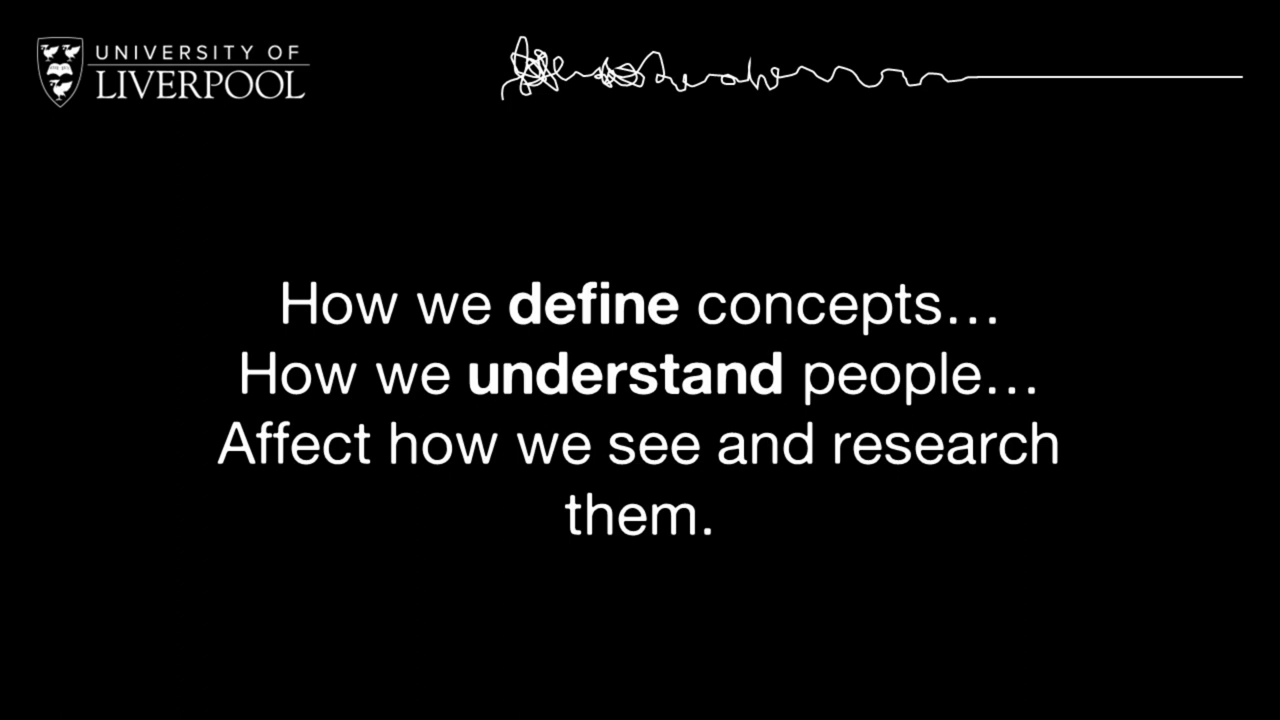 UNIVERSITY OF
LIVERPOOL
How we define concepts…
How we understand people…
Affect how we see and research
them.